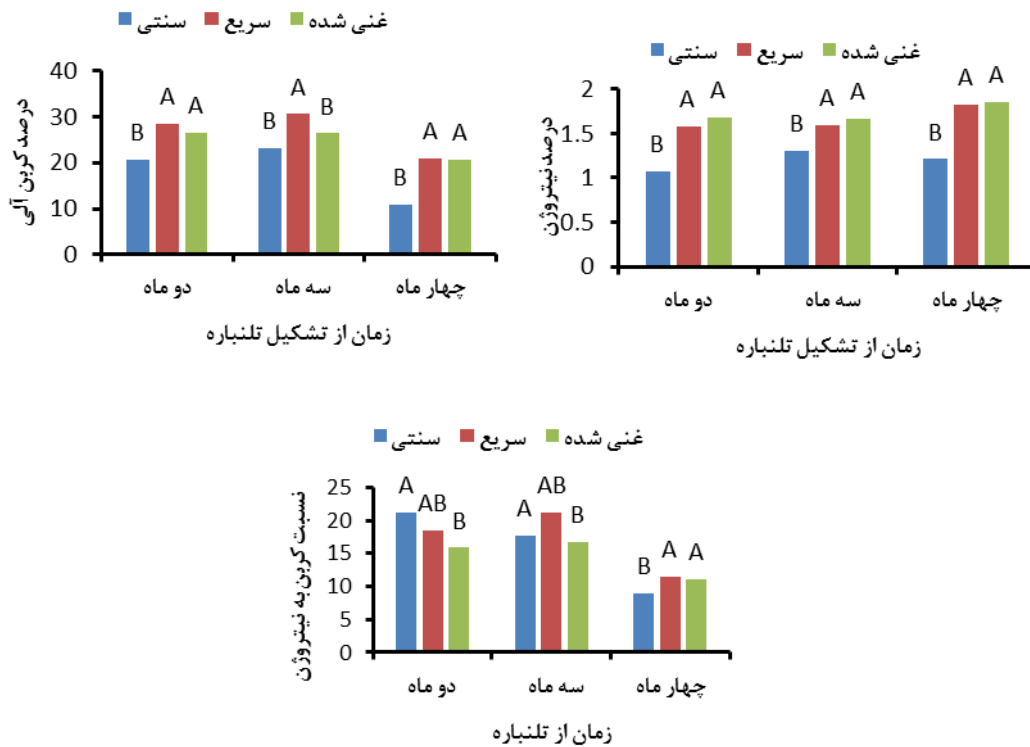 سنتی سریع غنی شده
درصد کربن آلی
40
30
20
10
0
B A A
B A B
B A A
دو ماه سه ماه چهار ماه
زمان از تشکیل تلنباره
سنتی سریع غنی شده
درصد نیتروژن
2
1.5
1
0.5
0
B A A
B A A
B A A
دو ماه سه ماه چهار ماه
زمان از تشکیل تلنباره
سنتی سریع غنی شده
نسبت کربن به نیتروژن
25
20
15
10
5
0
A AB B
A AB B
B A A
دو ماه سه ماه چهار ماه
زمان از تلنباره